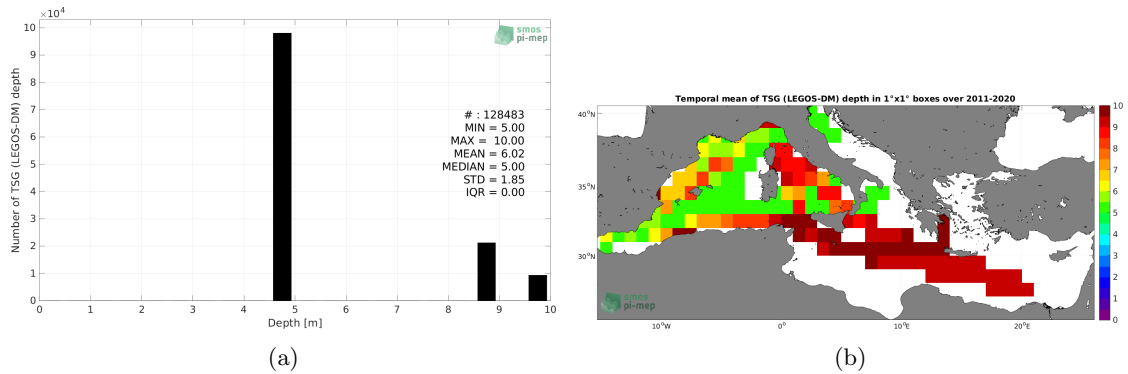 ×10⁴
10
9
8
7
6
5
4
3
2
1
0
Number of TSG (LEGOS-DM) depth
smos
pi-mep
# : 128483
MIN = 5.00
MAX = 10.00
MEAN = 6.02
MEDIAN = 5.00
STD = 1.85
IQR = 0.00
0 1 2 3 4 5 6 7 8 9 10
Depth [m]
(a)
Temporal mean of TSG (LEGOS-DM) depth in 1°x1° boxes over 2011-2020
40°N
35°N
30°N
10°W 0° 10°E 20°E
smos
pi-mep
10
9
8
7
6
5
4
3
2
1
0
(b)